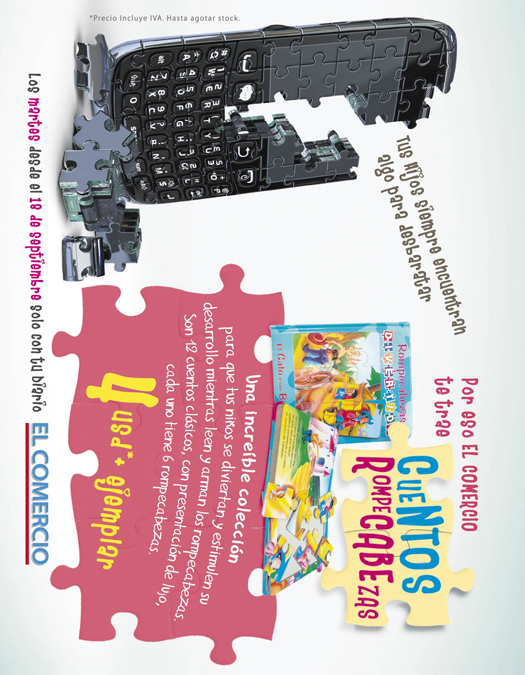 *Precio Incluye IVA. Hasta agotar stock.
Tus hijos siempre encuentran
algo para desbaratar
Por eso EL COMERCIO
te trae
CUENTOS
ROMPECABEZAS
Rompecabezas
DIVERTIDO
Una increíble colección
para que tus niños se diviertan y estimulen su
desarrollo mientras leen y arman los rompecabezas.
Son 12 cuentos clásicos, con presentación de lujo,
cada uno tiene 6 rompecabezas.
4 USD* + ejemplar
Los martes desde el 18 de septiembre solo con tu Diario EL COMERCIO